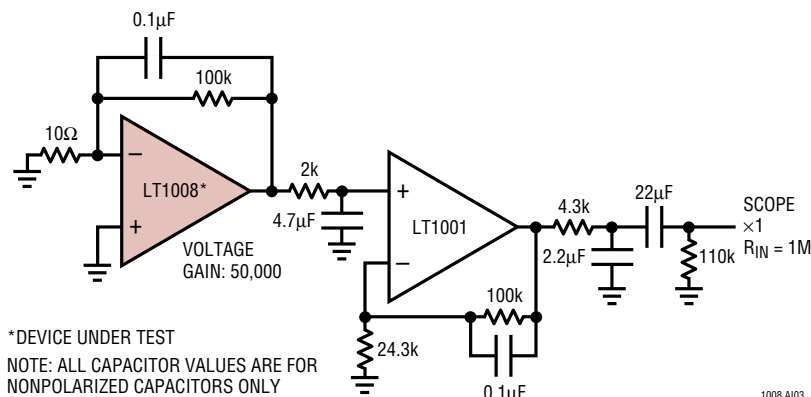 0.1µF
100k
10Ω
−
LT1008*
+
VOLTAGE
GAIN: 50,000
2k
4.7µF
+
LT1001
−
4.3k
22µF
2.2µF
110k
SCOPE
×1
RIN = 1M
100k
24.3k
0.1µF
*DEVICE UNDER TEST
NOTE: ALL CAPACITOR VALUES ARE FOR
NONPOLARIZED CAPACITORS ONLY
1008 AI03